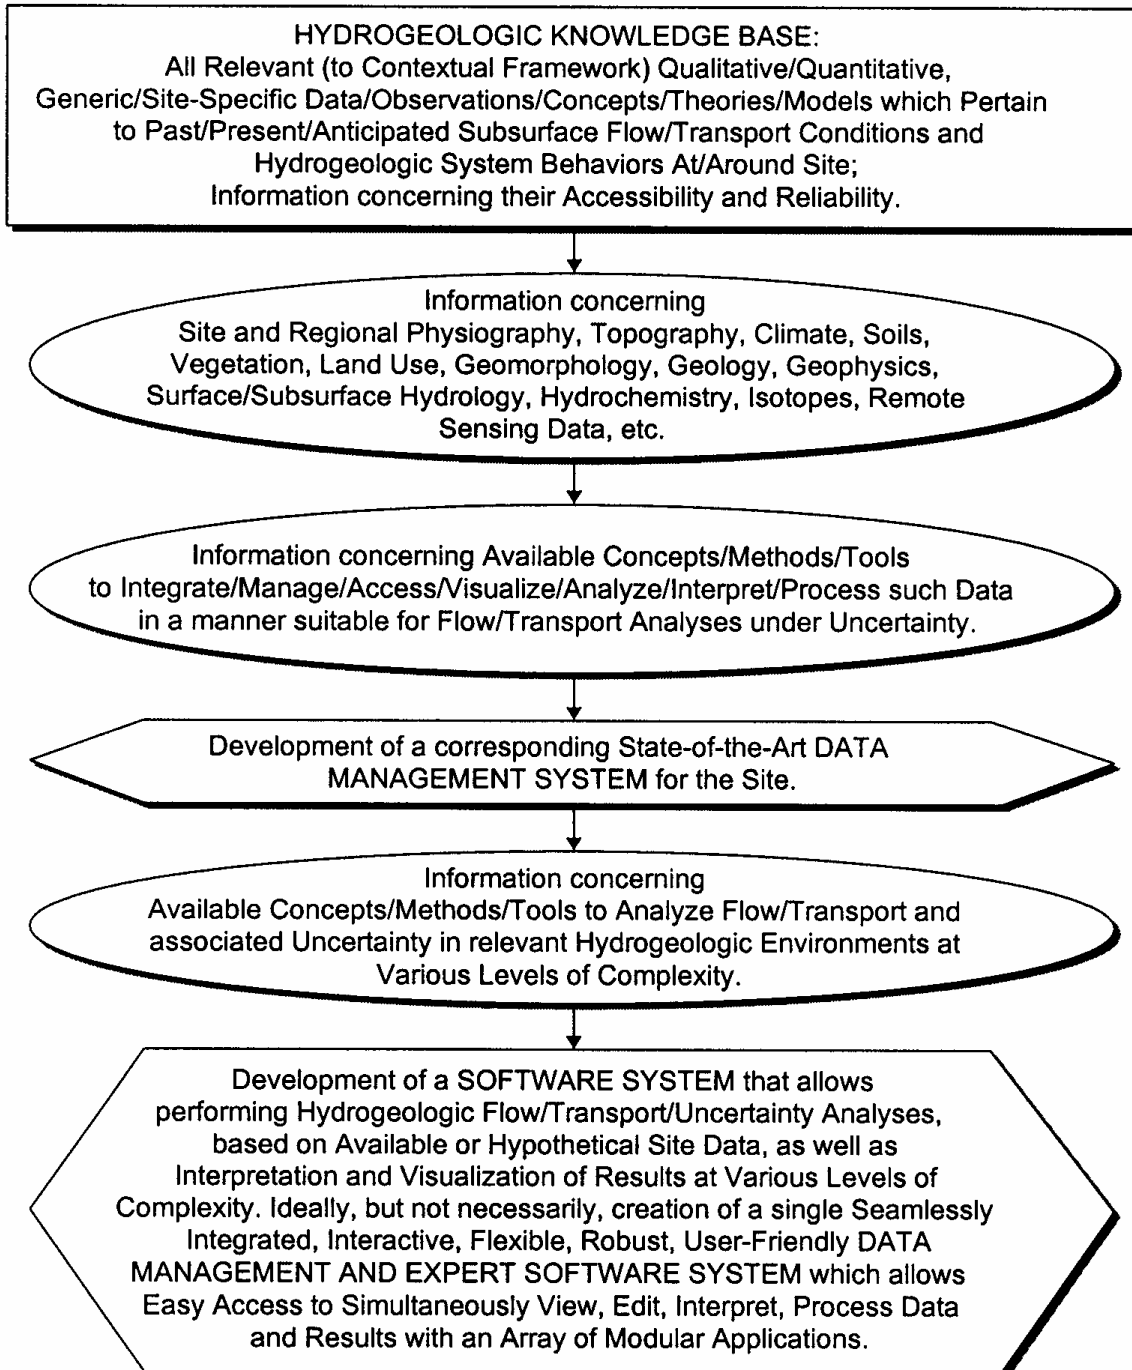 HYDROGEOLOGIC KNOWLEDGE BASE:
All Relevant (to Contextual Framework) Qualitative/Quantitative,
Generic/Site-Specific Data/Observations/Concepts/Theories/Models which Pertain
to Past/Present/Anticipated Subsurface Flow/Transport Conditions and
Hydrogeologic System Behaviors At/Around Site;
Information concerning their Accessibility and Reliability.
Information concerning
Site and Regional Physiography, Topography, Climate, Soils,
Vegetation, Land Use, Geomorphology, Geology, Geophysics,
Surface/Subsurface Hydrology, Hydrochemistry, Isotopes, Remote
Sensing Data, etc.
Information concerning Available Concepts/Methods/Tools
to Integrate/Manage/Access/Visualize/Analyze/Interpret/Process such Data
in a manner suitable for Flow/Transport Analyses under Uncertainty.
Development of a corresponding State-of-the-Art DATA
MANAGEMENT SYSTEM for the Site.
Information concerning
Available Concepts/Methods/Tools to Analyze Flow/Transport and
associated Uncertainty in relevant Hydrogeologic Environments at
Various Levels of Complexity.
Development of a SOFTWARE SYSTEM that allows
performing Hydrogeologic Flow/Transport/Uncertainty Analyses,
based on Available or Hypothetical Site Data, as well as
Interpretation and Visualization of Results at Various Levels of
Complexity. Ideally, but not necessarily, creation of a single Seamlessly
Integrated, Interactive, Flexible, Robust, User-Friendly DATA
MANAGEMENT AND EXPERT SOFTWARE SYSTEM which allows
Easy Access to Simultaneously View, Edit, Interpret, Process Data
and Results with an Array of Modular Applications.